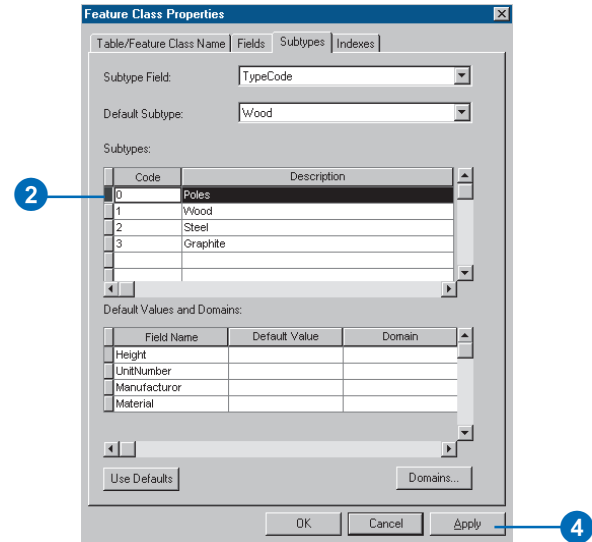 Feature Class Properties
Table/Feature Class Name Fields Subtypes Indexes
Subtype Field: TypeCode
Default Subtype: Wood
Subtypes:
Code Description
2
0 Poles
1 Wood
2 Steel
3 Graphite
Default Values and Domains:
Field Name Default Value Domain
Height
UnitNumber
Manufacturor
Material
Use Defaults Domains...
OK Cancel Apply
4